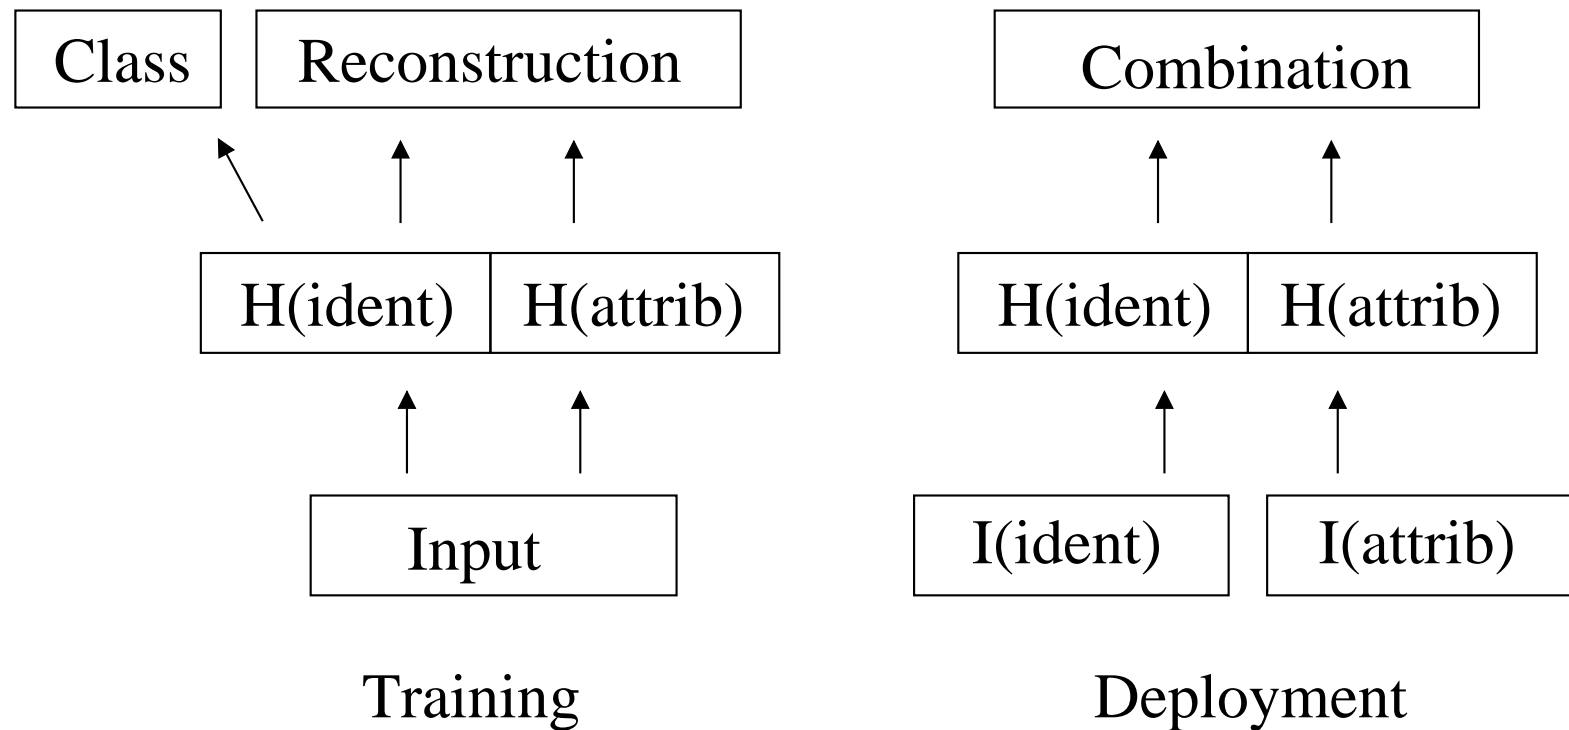 Class
Reconstruction
H(ident)
H(attrib)
Input
Training
Combination
H(ident)
H(attrib)
I(ident)
I(attrib)
Deployment